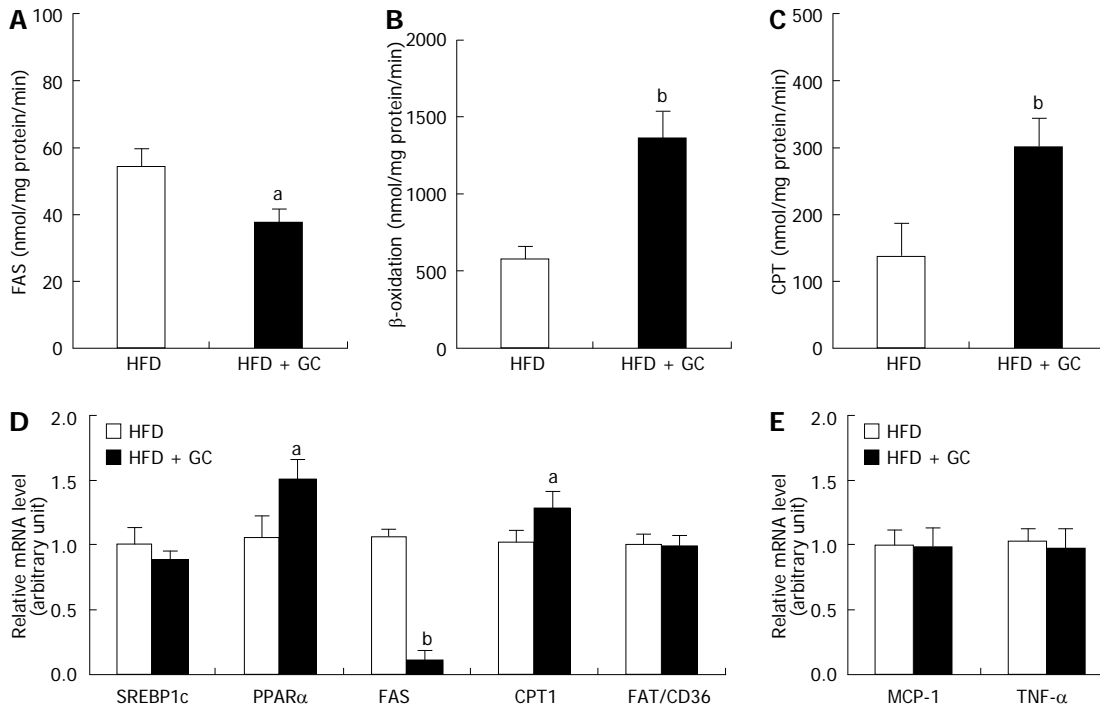 A
FAS (nmol/mg protein/min)
100
80
60
40
20
0
a
HFD
HFD + GC
B
β-oxidation (nmol/mg protein/min)
2000
1500
1000
500
0
b
HFD
HFD + GC
C
CPT (nmol/mg protein/min)
500
400
300
200
100
0
b
HFD
HFD + GC
D
Relative mRNA level
(arbitrary unit)
2.0
1.5
1.0
0.5
0.0
HFD
HFD + GC
a
b
a
SREBP1c
PPARα
FAS
CPT1
FAT/CD36
E
Relative mRNA level
(arbitrary unit)
2.0
1.5
1.0
0.5
0.0
HFD
HFD + GC
MCP-1
TNF-α